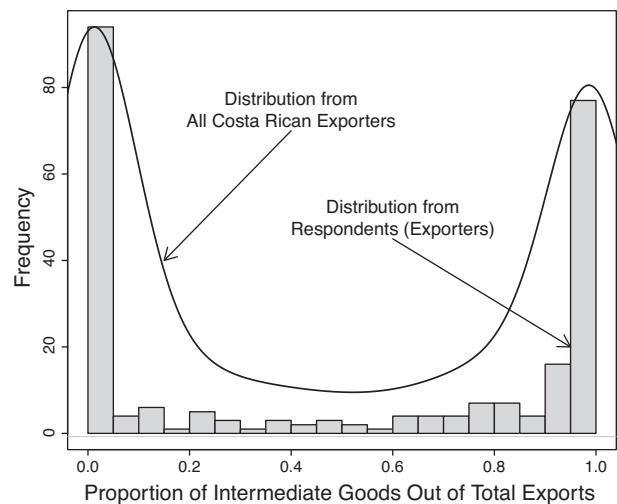 Distribution from
All Costa Rican Exporters
Distribution from
Respondents (Exporters)
Frequency
80
60
40
20
0
0.0 0.2 0.4 0.6 0.8 1.0
Proportion of Intermediate Goods Out of Total Exports